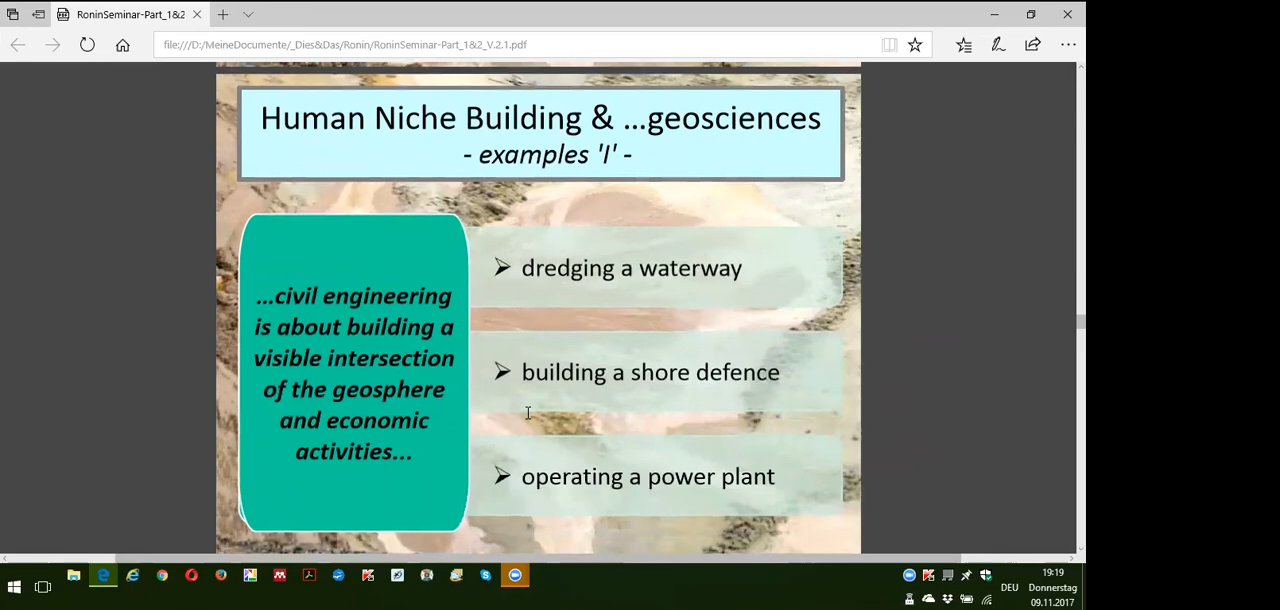 RoninSeminar-Part_1&2
file:///D:/MeineDocumente/_Dies&Das/Ronin/RoninSeminar-Part_1&2_V.2.1.pdf
Human Niche Building & ...geosciences
- examples 'I' -
...civil engineering
is about building a
visible intersection
of the geosphere
and economic
activities...
dredging a waterway
building a shore defence
operating a power plant
DEU
19:19
Donnerstag
09.11.2017